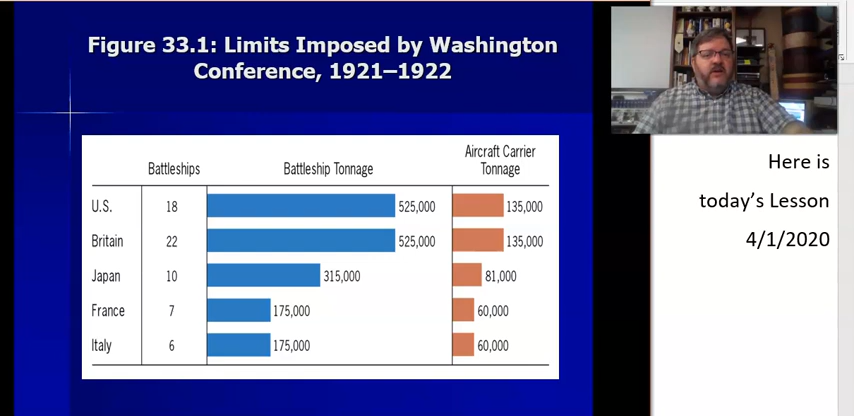 Figure 33.1: Limits Imposed by Washington
Conference, 1921–1922
Battleships Battleship Tonnage Aircraft Carrier
Tonnage
U.S. 18 525,000 135,000
Britain 22 525,000 135,000
Japan 10 315,000 81,000
France 7 175,000 60,000
Italy 6 175,000 60,000
Here is
today's Lesson
4/1/2020